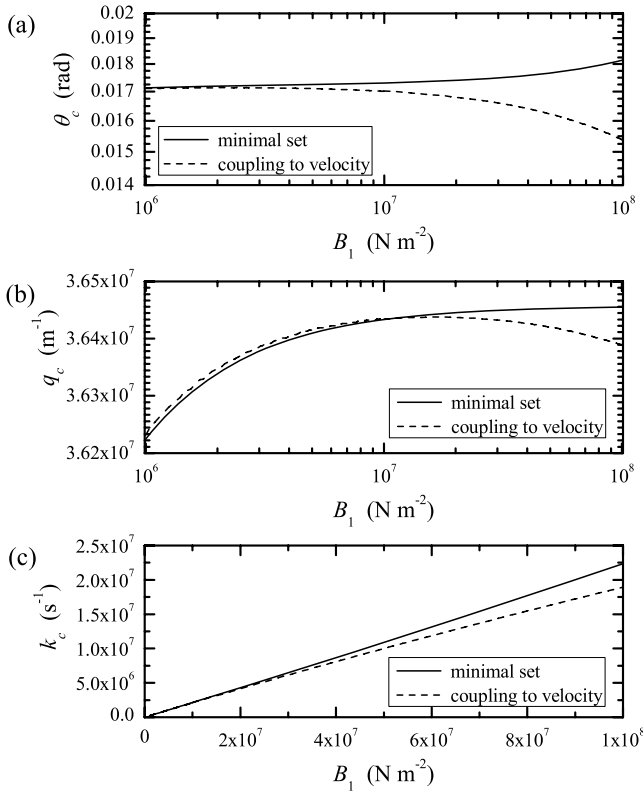 (a)
0.02
0.018
0.017
0.016
0.015
0.014
θc (rad)
minimal set
coupling to velocity
10^6
10^7
10^8
B1 (N m^-2)
(b)
3.65x10^7
3.64x10^7
3.63x10^7
3.62x10^7
qc (m^-1)
minimal set
coupling to velocity
10^6
10^7
10^8
B1 (N m^-2)
(c)
2.5x10^7
2.0x10^7
1.5x10^7
1.0x10^7
5.0x10^6
0.0
kc (s^-1)
minimal set
coupling to velocity
0
2x10^7
4x10^7
6x10^7
8x10^7
1x10^8
B1 (N m^-2)